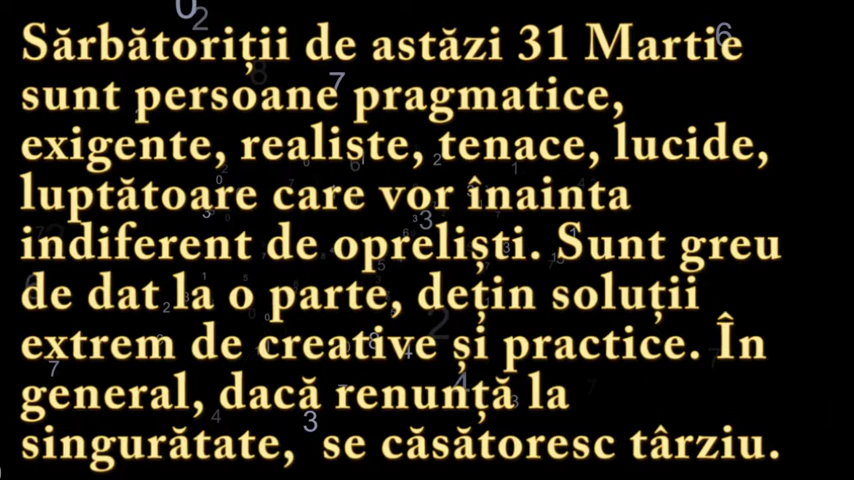 Sărbătoriții de astăzi 31 Martie
sunt persoane pragmatice,
exigente, realiste, tenace, lucide,
luptătoare care vor înainta
indiferent de opreliști. Sunt greu
de dat la o parte, dețin soluții
extrem de creative și practice. În
general, dacă renunță la
singurătate, se căsătoresc târziu.